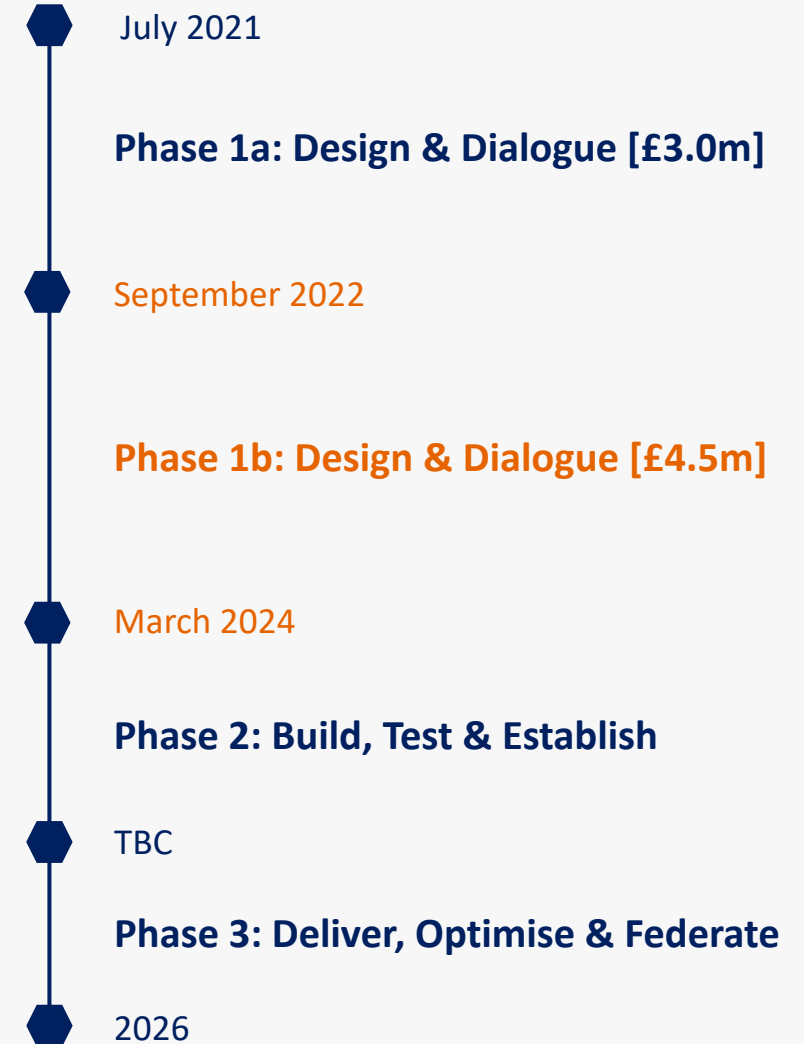 July 2021
Phase 1a: Design & Dialogue [£3.0m]
September 2022
Phase 1b: Design & Dialogue [£4.5m]
March 2024
Phase 2: Build, Test & Establish
TBC
Phase 3: Deliver, Optimise & Federate
2026